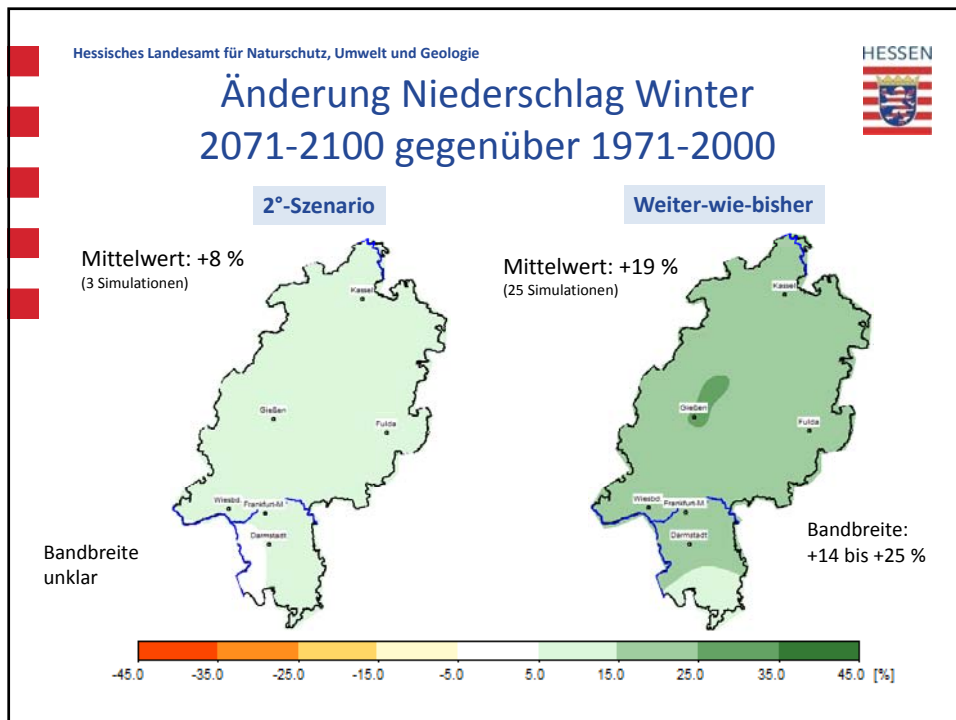 Hessisches Landesamt für Naturschutz, Umwelt und Geologie
HESSEN
Änderung Niederschlag Winter
2071-2100 gegenüber 1971-2000
2°-Szenario
Mittelwert: +8 %
(3 Simulationen)
Kassel
Gießen
Fulda
Wiesbd.
Frankfurt-M.
Darmstadt
Bandbreite
unklar
Weiter-wie-bisher
Mittelwert: +19 %
(25 Simulationen)
Kassel
Gießen
Fulda
Wiesbd.
Frankfurt-M.
Darmstadt
Bandbreite:
+14 bis +25 %
-45.0 -35.0 -25.0 -15.0 -5.0 5.0 15.0 25.0 35.0 45.0 [%]